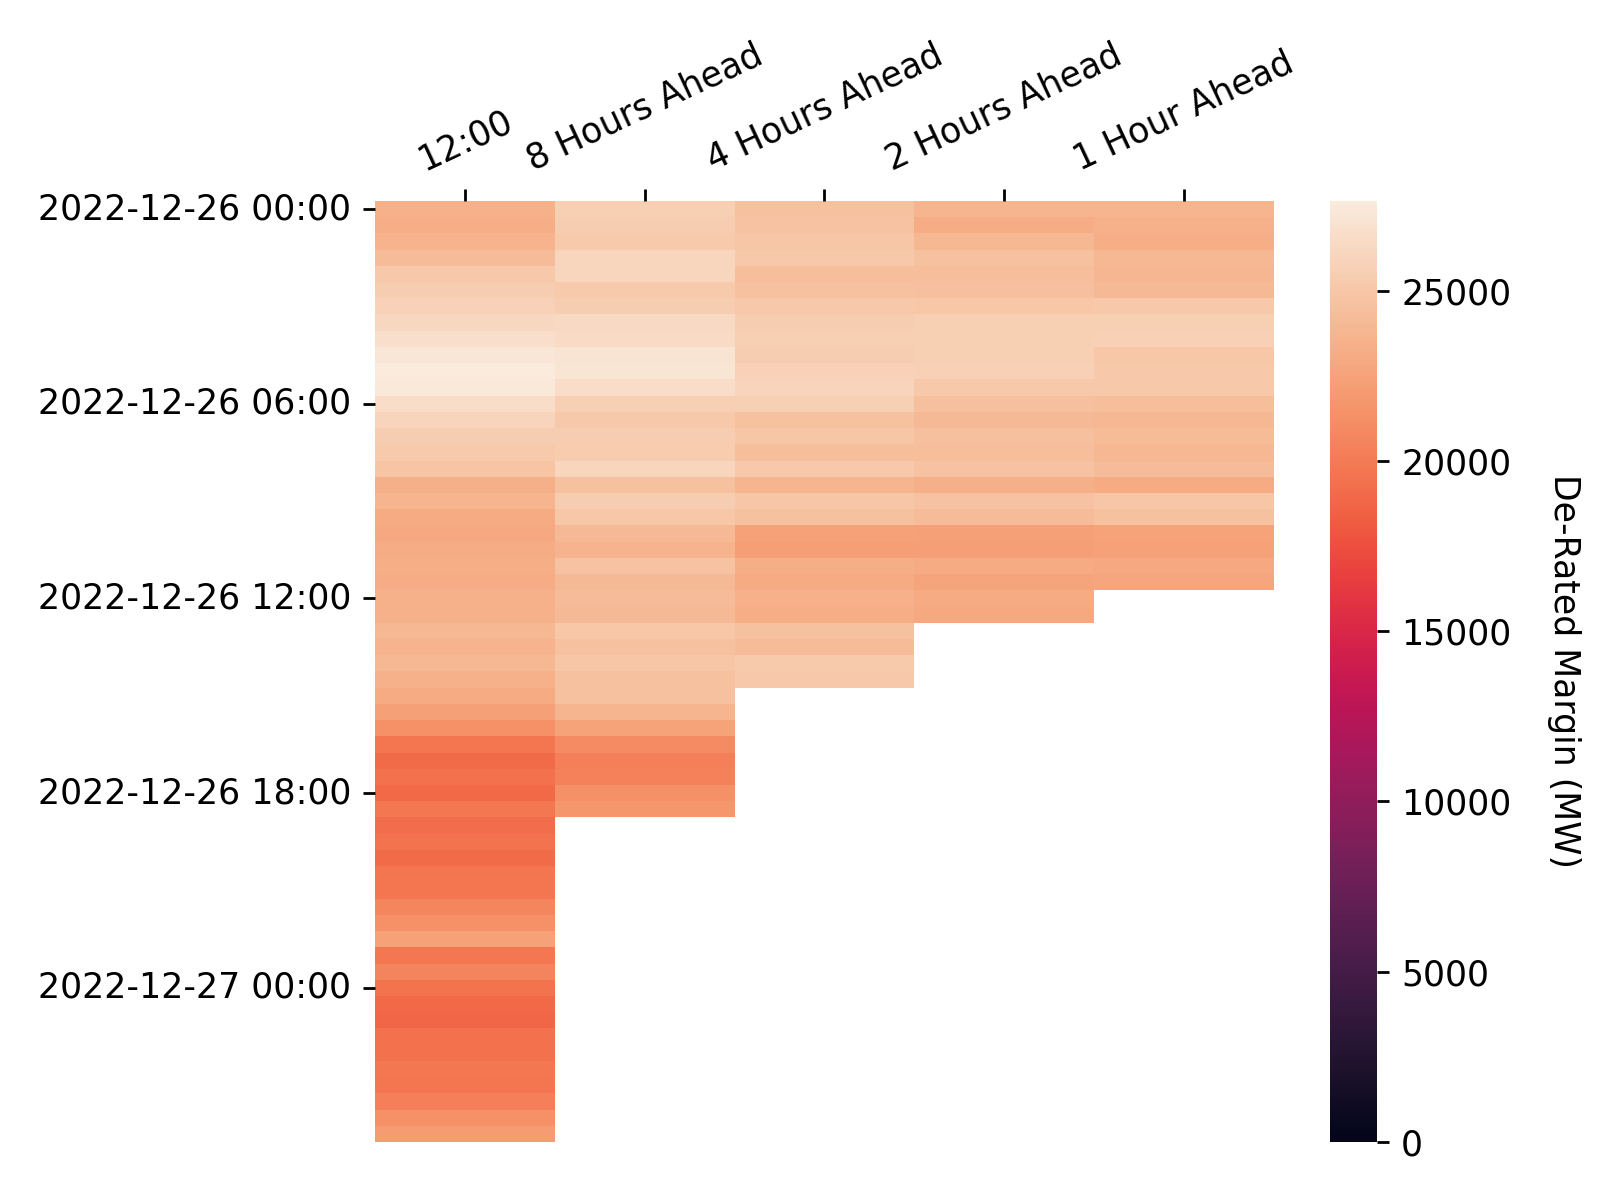 12:00
8 Hours Ahead
4 Hours Ahead
2 Hours Ahead
1 Hour Ahead
2022-12-26 00:00
2022-12-26 06:00
2022-12-26 12:00
2022-12-26 18:00
2022-12-27 00:00
25000
20000
15000
10000
5000
0
De-Rated Margin (MW)